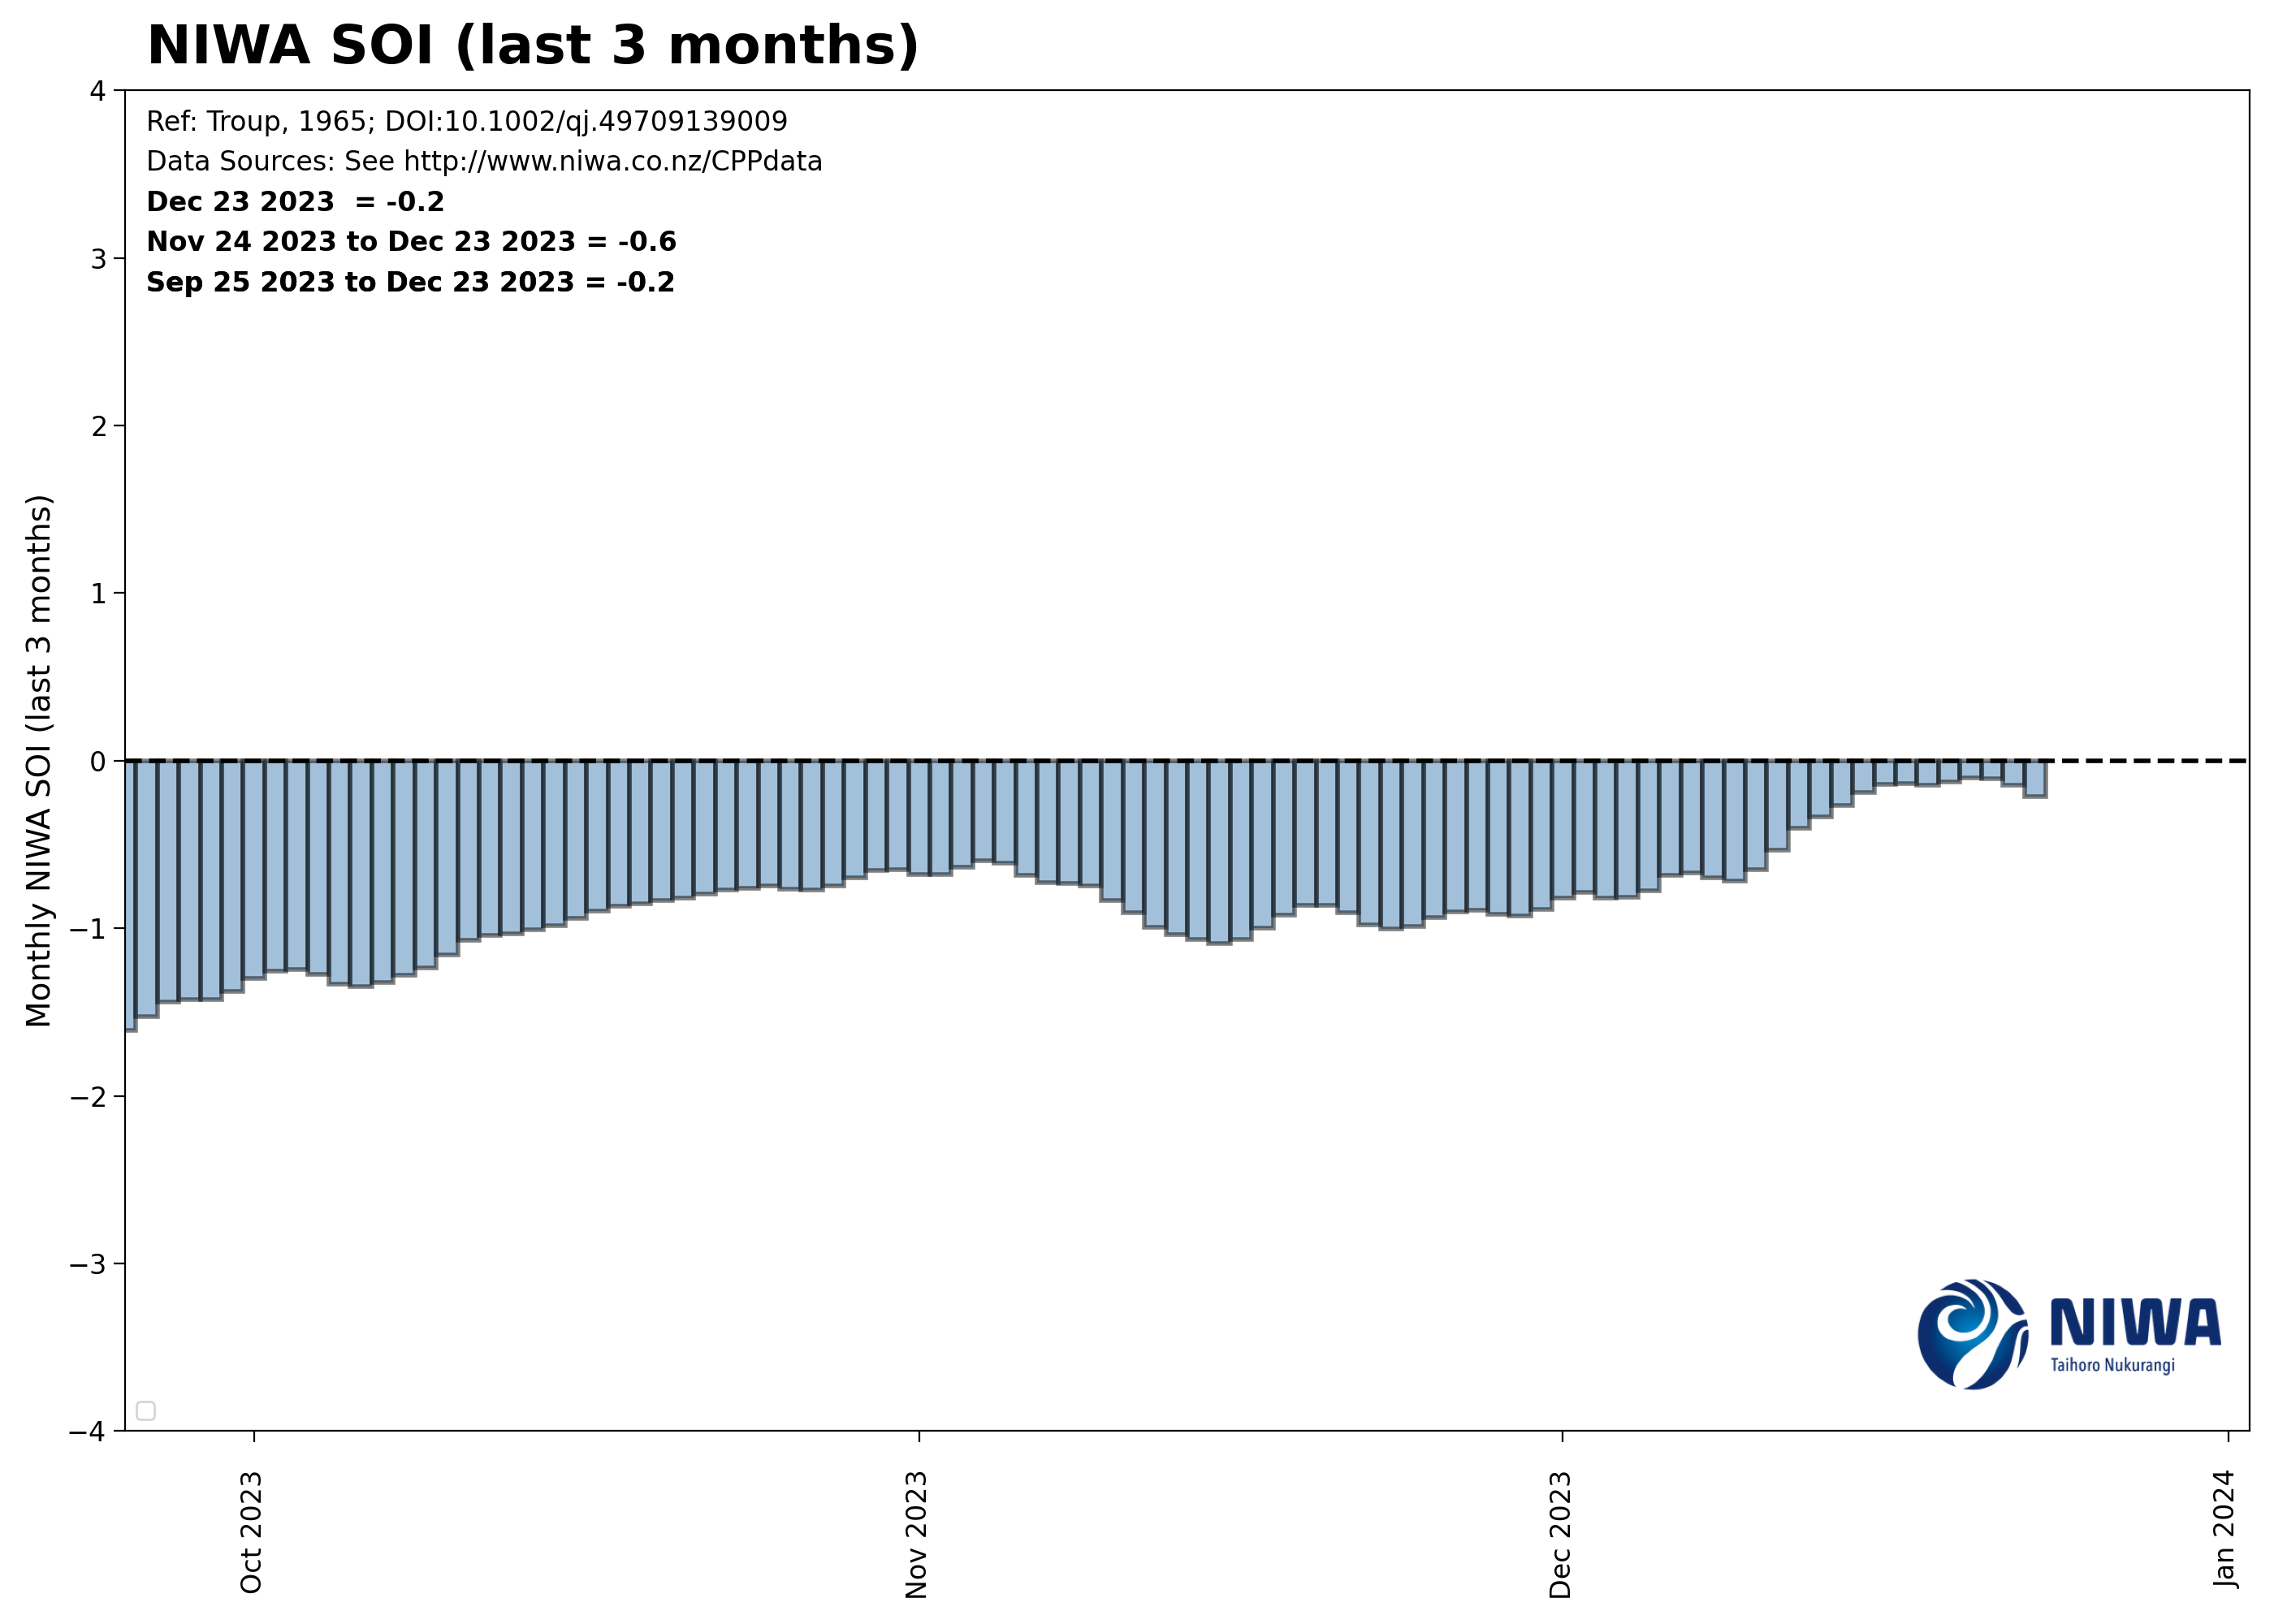 NIWA SOI (last 3 months)
Ref: Troup, 1965; DOI:10.1002/qj.49709139009
Data Sources: See http://www.niwa.co.nz/CPPdata
Dec 23 2023  = -0.2
Nov 24 2023 to Dec 23 2023 = -0.6
Sep 25 2023 to Dec 23 2023 = -0.2
Monthly NIWA SOI (last 3 months)
4
3
2
1
0
−1
−2
−3
−4
NIWA
Taihoro Nukurangi
Oct 2023
Nov 2023
Dec 2023
Jan 2024